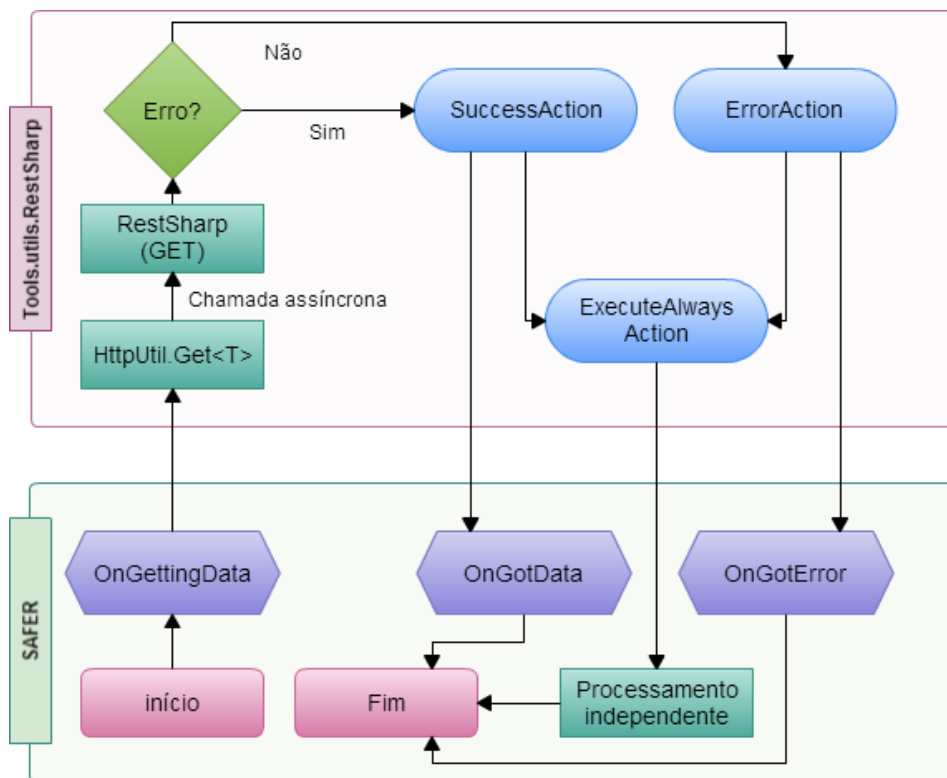 Tools.utils.RestSharp
Não
Erro?
Sim
SuccessAction
ErrorAction
RestSharp
(GET)
Chamada assíncrona
ExecuteAlways
Action
HttpUtil.Get<T>
SAFER
OnGettingData
OnGotData
OnGotError
início
Fim
Processamento
independente